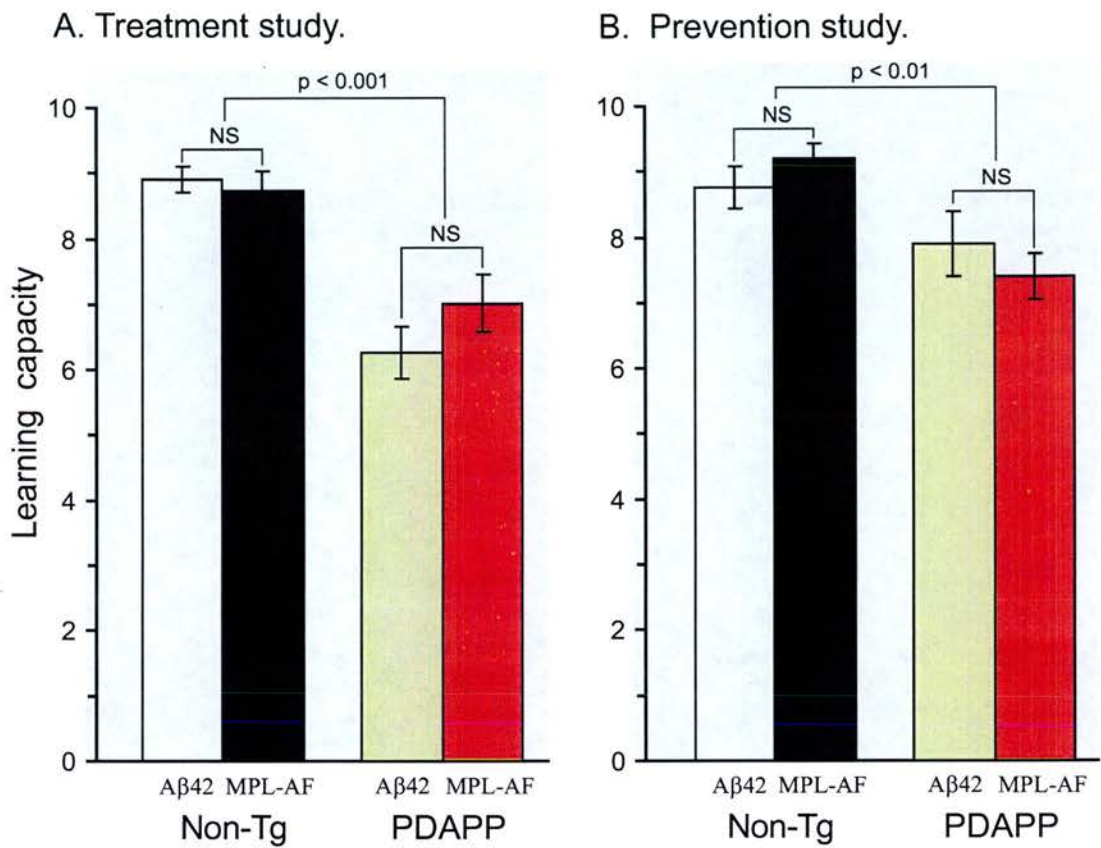 A. Treatment study.
p < 0.001
10
NS
8
NS
6
4
2
0
Learning capacity
Aβ42 MPL-AF
Aβ42 MPL-AF
Non-Tg
PDAPP
B. Prevention study.
p < 0.01
10
NS
NS
8
6
4
2
0
Aβ42 MPL-AF
Aβ42 MPL-AF
Non-Tg
PDAPP